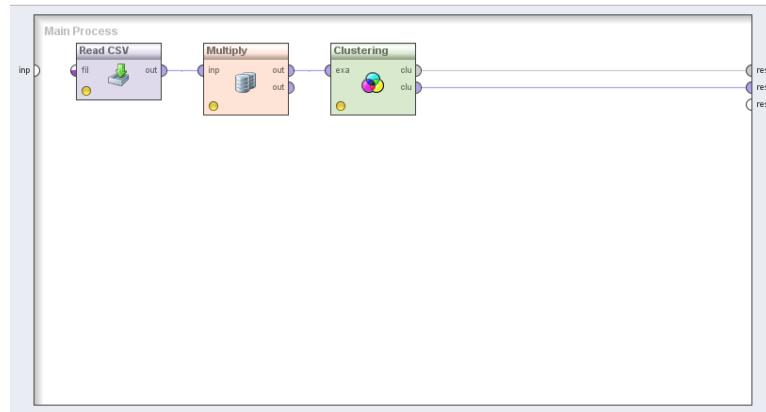 Main Process
Read CSV
Multiply
Clustering
inp
fil
out
inp
out
exa
clu
res
out
clu
res
res